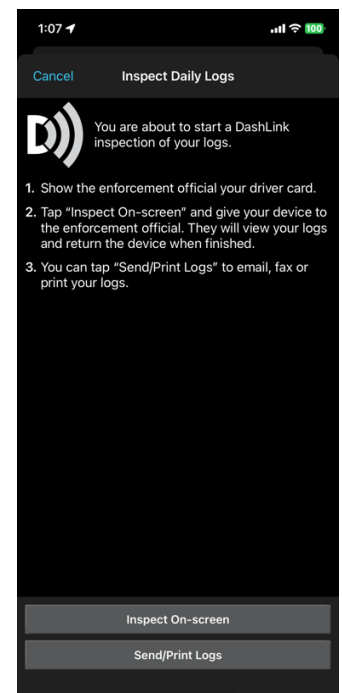 1:07
100
Cancel
Inspect Daily Logs
D
You are about to start a DashLink
inspection of your logs.
1. Show the enforcement official your driver card.
2. Tap “Inspect On-screen” and give your device to
the enforcement official. They will view your logs
and return the device when finished.
3. You can tap “Send/Print Logs” to email, fax or
print your logs.
Inspect On-screen
Send/Print Logs